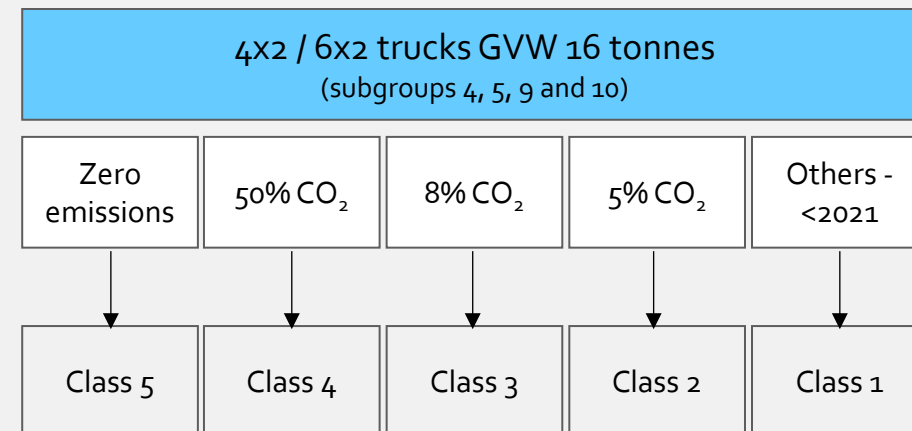 4x2 / 6x2 trucks GVW 16 tonnes
(subgroups 4, 5, 9 and 10)
Zero
emissions
50% CO₂
8% CO₂
5% CO₂
Others -
<2021
Class 5
Class 4
Class 3
Class 2
Class 1